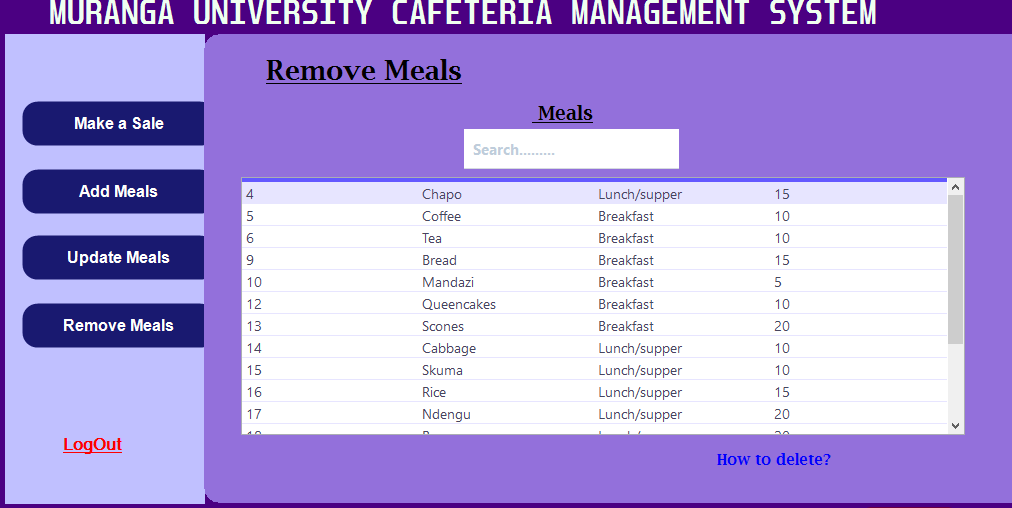 MURANGA UNIVERSITY CAFETERIA MANAGEMENT SYSTEM
Make a Sale
Add Meals
Update Meals
Remove Meals
LogOut
Remove Meals
Meals
Search.........
4 Chapo Lunch/supper 15
5 Coffee Breakfast 10
6 Tea Breakfast 10
9 Bread Breakfast 15
10 Mandazi Breakfast 5
12 Queencakes Breakfast 10
13 Scones Breakfast 20
14 Cabbage Lunch/supper 10
15 Skuma Lunch/supper 10
16 Rice Lunch/supper 15
17 Ndengu Lunch/supper 20
How to delete?